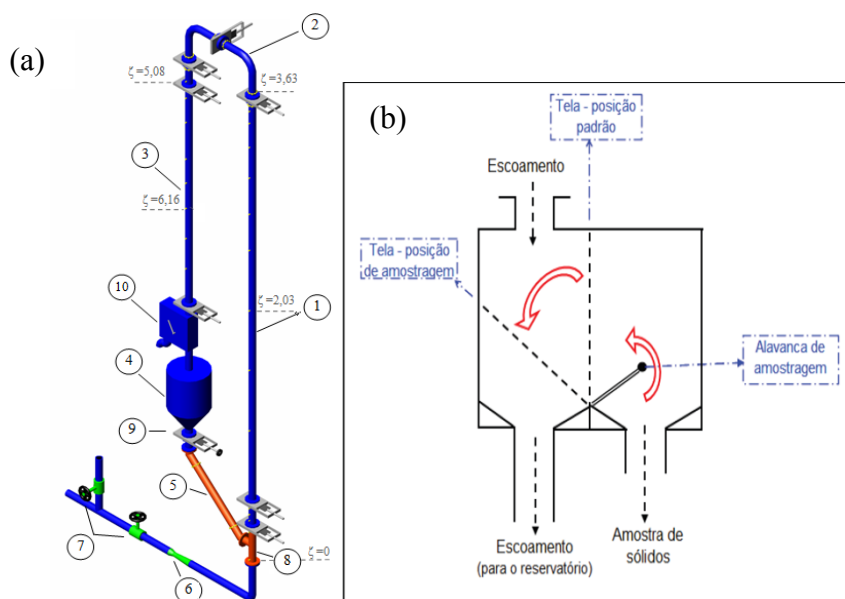 (a)
2
ζ=5,08
ζ=3,63
3
ζ=6,16
10
ζ=2,03
1
4
9
5
7
6
8
ζ=0
(b)
Tela - posição
padrão
Escoamento
Tela - posição
de amostragem
Alavanca de
amostragem
Escoamento
(para o reservatório)
Amostra de
sólidos